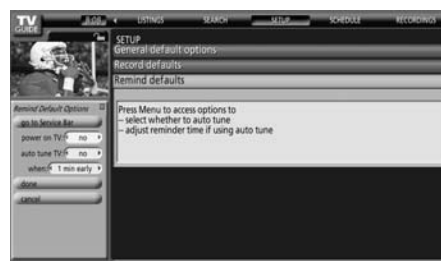 TV
GUIDE
8:08
LISTINGS
SEARCH
SETUP
SCHEDULE
RECORDINGS
SETUP
General default options
Record defaults
Remind defaults
Press Menu to access options to
– select whether to auto tune
– adjust reminder time if using auto tune
Remind Default Options
go to Service Bar
power on TV: no
auto tune TV: no
when: 1 min early
done
cancel